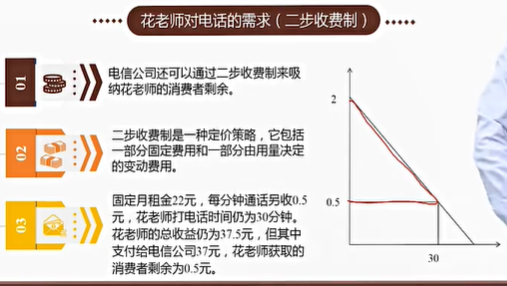 花老师对电话的需求（二步收费制）
01
电信公司还可以通过二步收费制来吸
纳花老师的消费者剩余。
02
二步收费制是一种定价策略，它包括
一部分固定费用和一部分由用量决定
的变动费用。
03
固定月租金22元，每分钟通话另收0.5
元，花老师打电话时间仍为30分钟。
花老师的总收益仍为37.5元，但其中
支付给电信公司37元，花老师获取的
消费者剩余为0.5元。
2
0.5
30